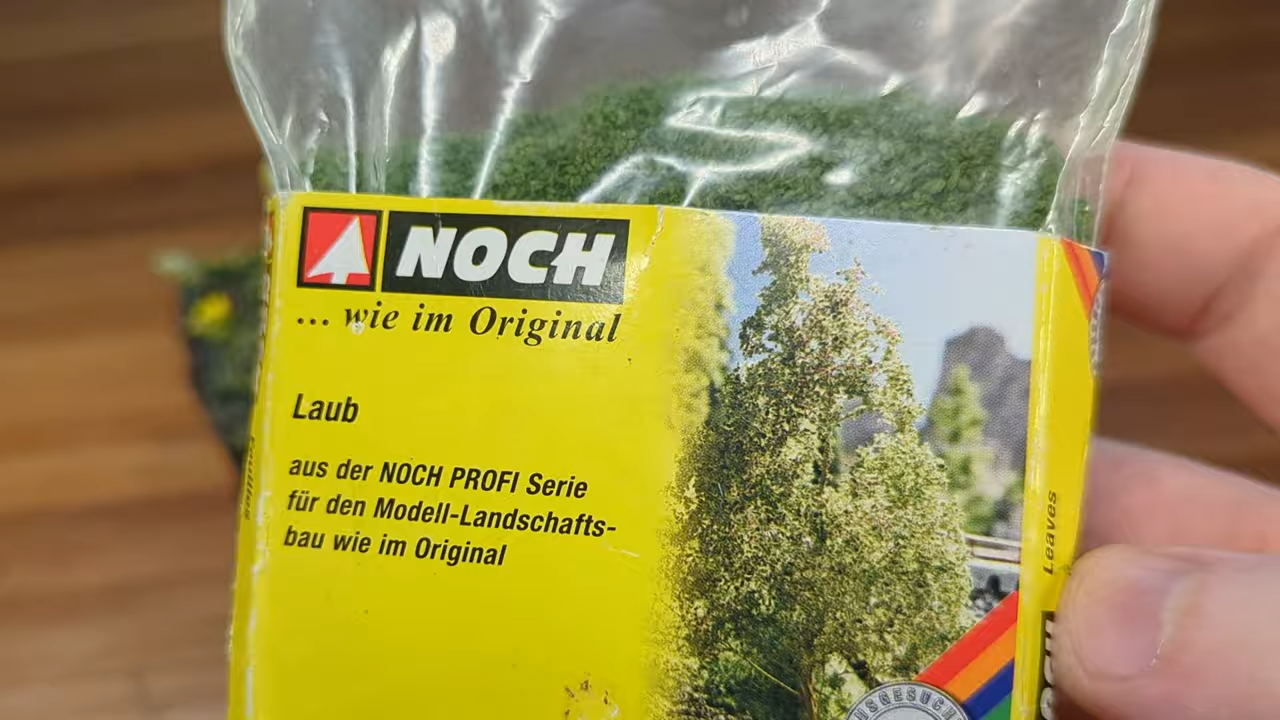 NOCH
... wie im Original
Laub
aus der NOCH PROFI Serie
für den Modell-Landschafts-
bau wie im Original
Leaves